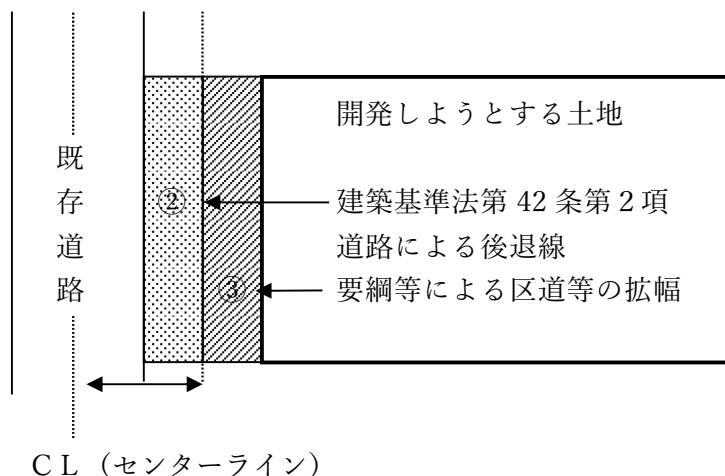 開発しようとする土地
既存道路
②
建築基準法第 42 条第 2 項
道路による後退線
③
要綱等による区道等の拡幅
ＣＬ（センターライン）